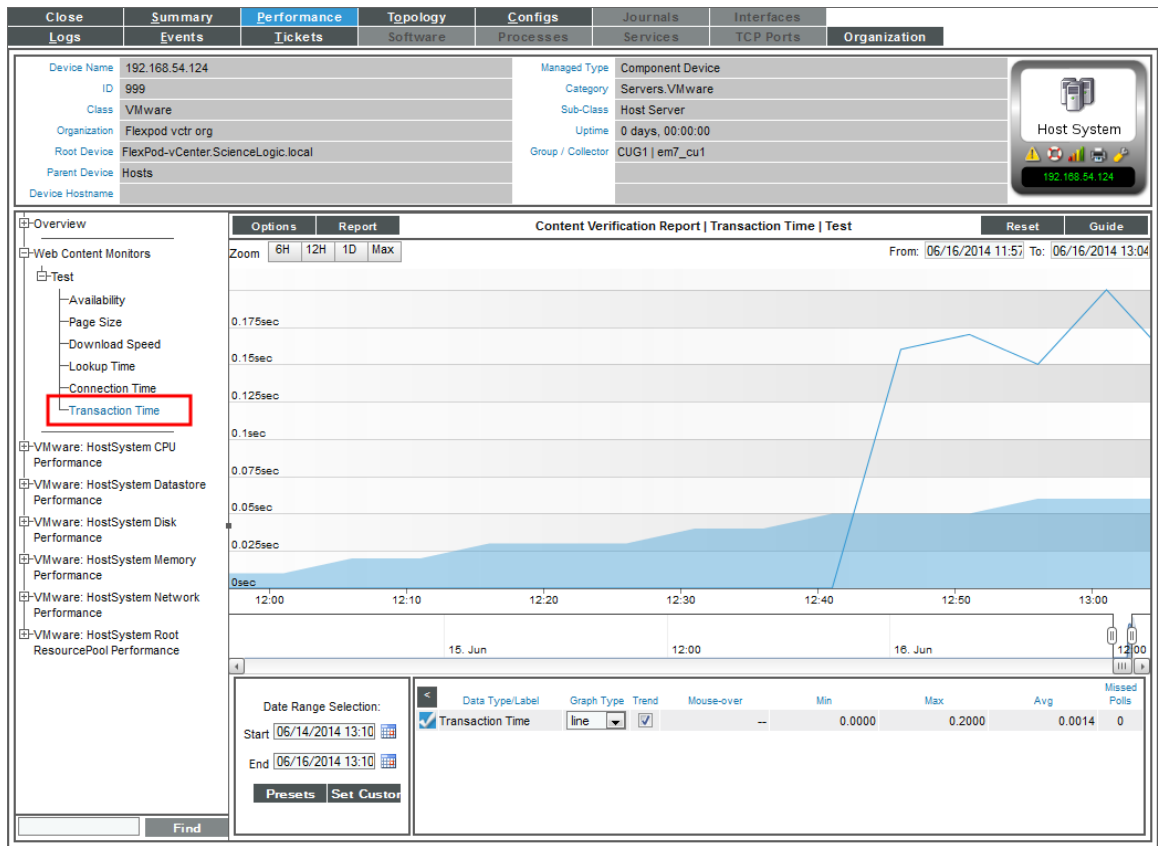 Close Summary Performance Topology Configs Journals Interfaces
Logs Events Tickets Software Processes Services TCP Ports Organization
Device Name 192.168.54.124 Managed Type Component Device
ID 999 Category Servers.VMware
Class VMware Sub-Class Host Server
Organization Flexpod vctr org Uptime 0 days, 00:00:00
Root Device FlexPod-vCenter.ScienceLogic.local Group / Collector CUG1 | em7_cu1
Parent Device Hosts
Device Hostname
Host System
192.168.54.124
Overview
Web Content Monitors
Test
Availability
Page Size
Download Speed
Lookup Time
Connection Time
Transaction Time
VMware: HostSystem CPU
Performance
VMware: HostSystem Datastore
Performance
VMware: HostSystem Disk
Performance
VMware: HostSystem Memory
Performance
VMware: HostSystem Network
Performance
VMware: HostSystem Root
ResourcePool Performance
Find
Options Report Content Verification Report | Transaction Time | Test Reset Guide
Zoom 6H 12H 1D Max From: 06/16/2014 11:57 To: 06/16/2014 13:04
0.175sec
0.15sec
0.125sec
0.1sec
0.075sec
0.05sec
0.025sec
0sec
12:00 12:10 12:20 12:30 12:40 12:50 13:00
15. Jun 12:00 16. Jun 12:00
Date Range Selection:
Start 06/14/2014 13:10
End 06/16/2014 13:10
Presets Set Custor
< Data Type/Label Graph Type Trend Mouse-over Min Max Avg Missed Polls
Transaction Time line -- 0.0000 0.2000 0.0014 0